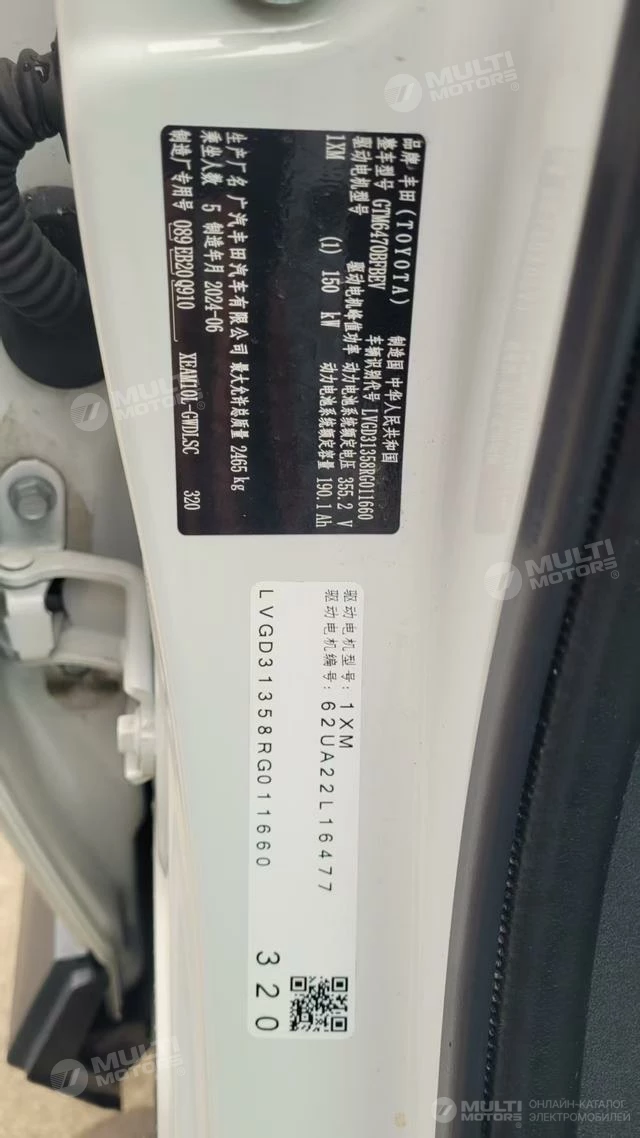 品牌 丰田(TOYOTA) 制造国 中华人民共和国
整车型号 GTM6470BFBEV 车辆识别代号 LVGD31358RG011660
驱动电机型号 驱动电机峰值功率 动力电池系统额定电压 355.2 V
1XM (1) 150 kW 动力电池系统额定容量 190.1 Ah
生产厂名 广汽丰田汽车有限公司 最大允许总质量 2465 kg
乘坐人数 5 制造年月 2024-06
制造厂专用号 089 EB20Q910 XEAM10L-GWDLSC 320
驱动电机型号: 1XM
驱动电机编号: 62UA22L16477
LVGD31358RG011660 320
MULTI MOTORS®
MULTI MOTORS®
MULTI MOTORS®
MULTI MOTORS®
MULTI MOTORS® ОНЛАЙН-КАТАЛОГ ЭЛЕКТРОМОБИЛЕЙ